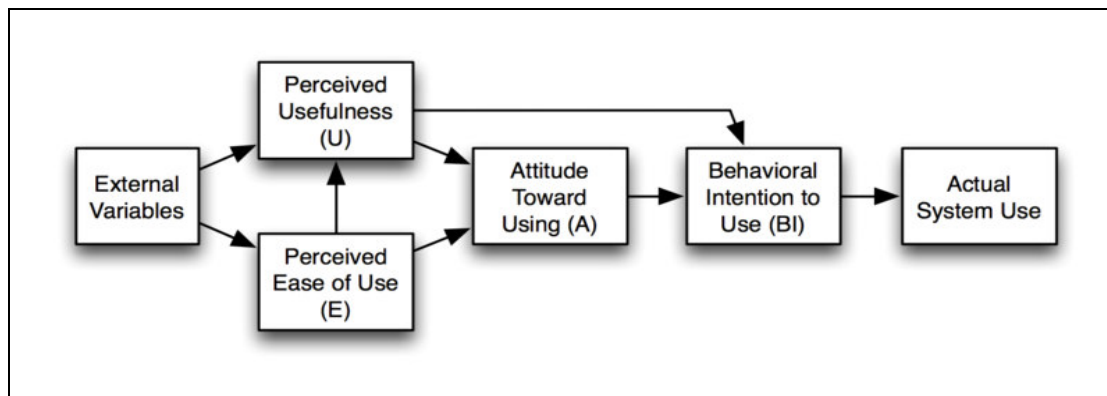 External
Variables
Perceived
Usefulness
(U)
Perceived
Ease of Use
(E)
Attitude
Toward
Using (A)
Behavioral
Intention to
Use (BI)
Actual
System Use